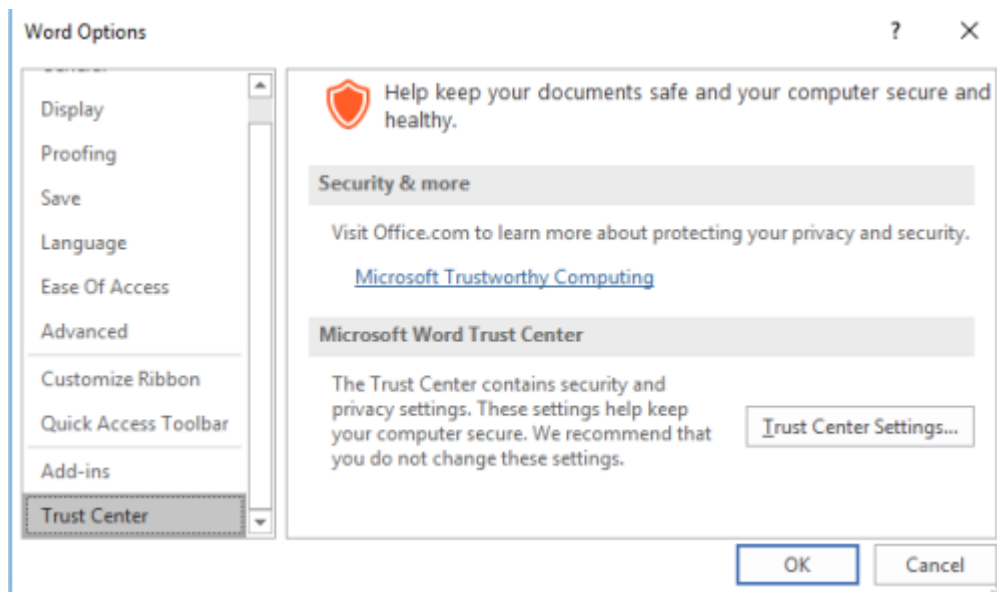 Word Options
?
Display
Proofing
Save
Language
Ease Of Access
Advanced
Customize Ribbon
Quick Access Toolbar
Add-ins
Trust Center
Help keep your documents safe and your computer secure and
healthy.
Security & more
Visit Office.com to learn more about protecting your privacy and security.
Microsoft Trustworthy Computing
Microsoft Word Trust Center
The Trust Center contains security and
privacy settings. These settings help keep
your computer secure. We recommend that
you do not change these settings.
Trust Center Settings...
OK
Cancel